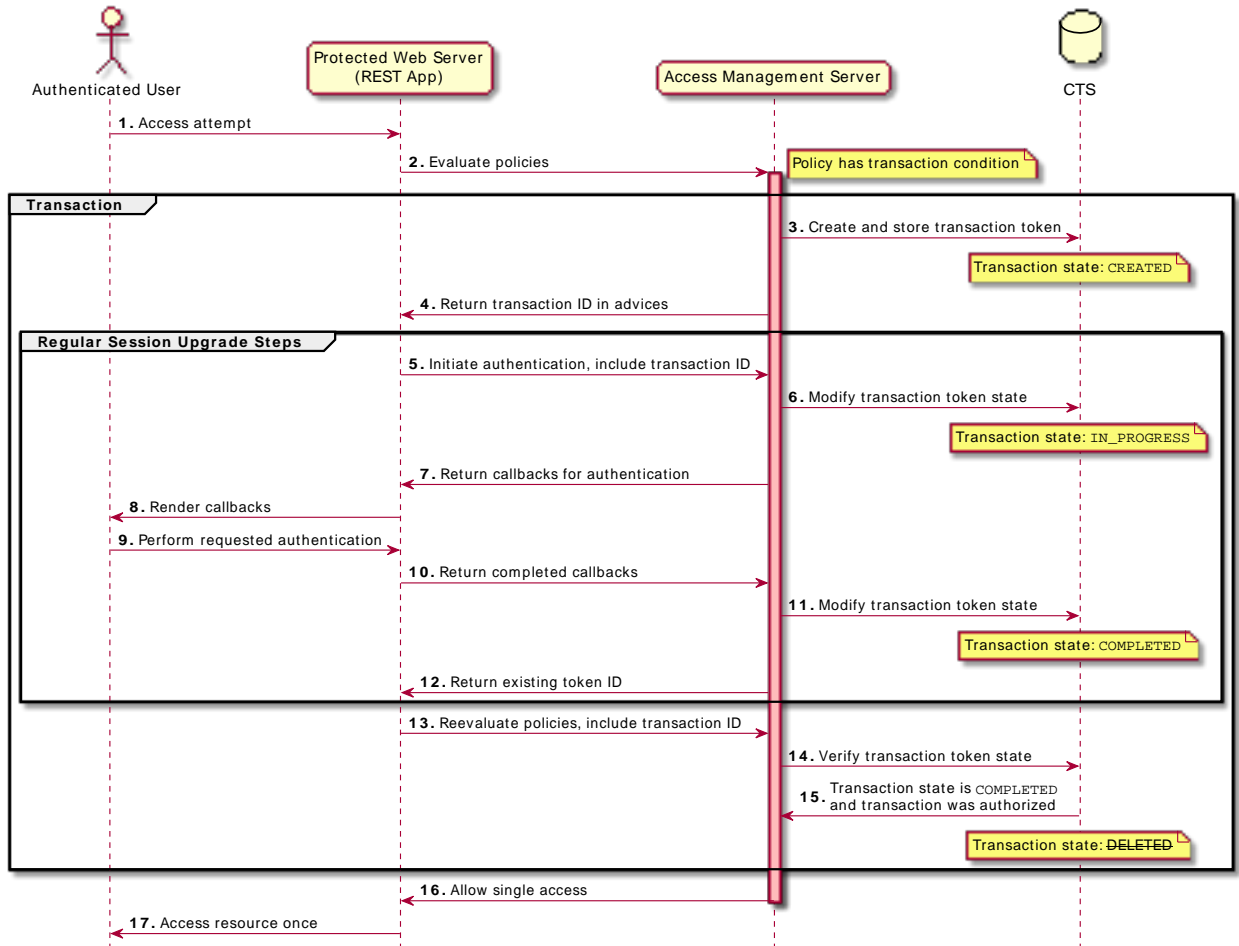 Authenticated User
Protected Web Server
(REST App)
Access Management Server
CTS
1. Access attempt
2. Evaluate policies
Policy has transaction condition
Transaction
3. Create and store transaction token
Transaction state: CREATED
4. Return transaction ID in advices
Regular Session Upgrade Steps
5. Initiate authentication, include transaction ID
6. Modify transaction token state
Transaction state: IN_PROGRESS
7. Return callbacks for authentication
8. Render callbacks
9. Perform requested authentication
10. Return completed callbacks
11. Modify transaction token state
Transaction state: COMPLETED
12. Return existing token ID
13. Reevaluate policies, include transaction ID
14. Verify transaction token state
15. Transaction state is COMPLETED
and transaction was authorized
Transaction state: DELETED
16. Allow single access
17. Access resource once